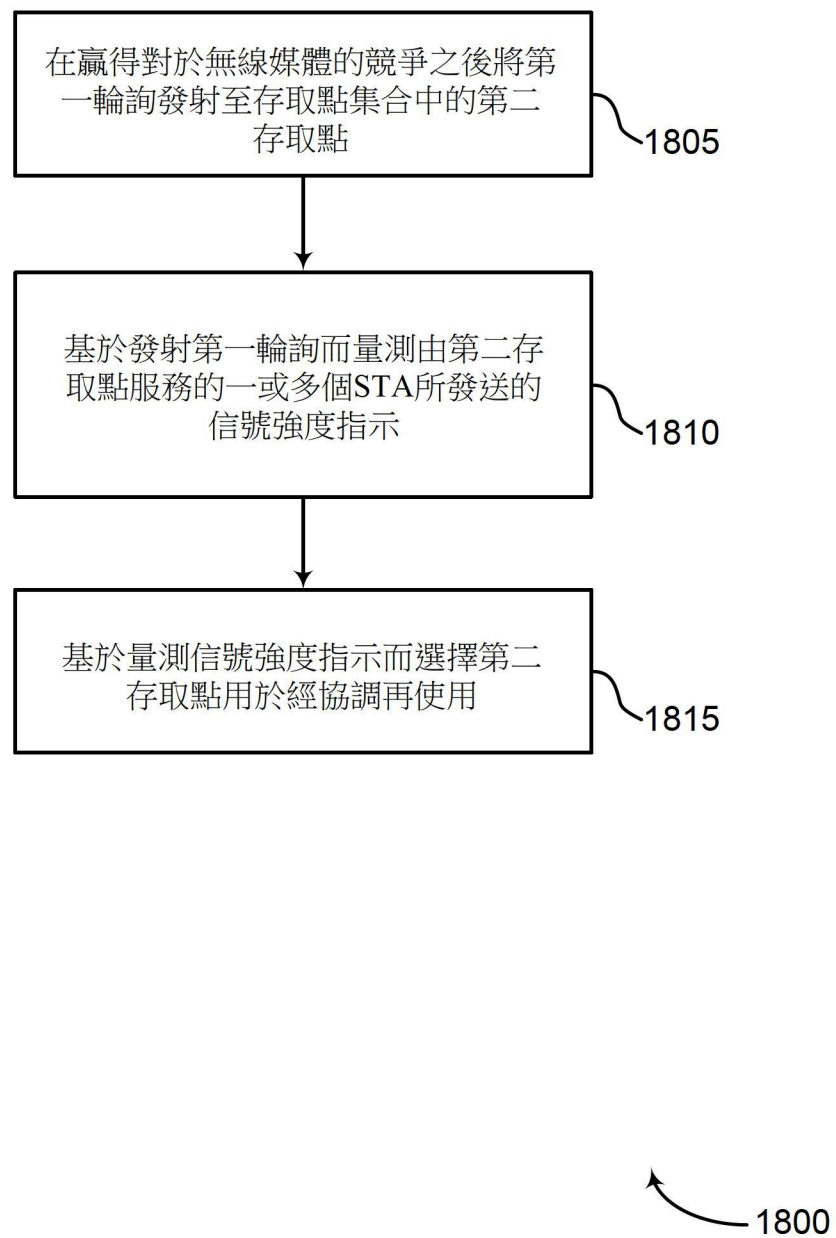 在贏得對於無線媒體的競爭之後將第
一輪詢發射至存取點集合中的第二
存取點
1805
基於發射第一輪詢而量測由第二存
取點服務的一或多個STA所發送的
信號強度指示
1810
基於量測信號強度指示而選擇第二
存取點用於經協調再使用
1815
1800